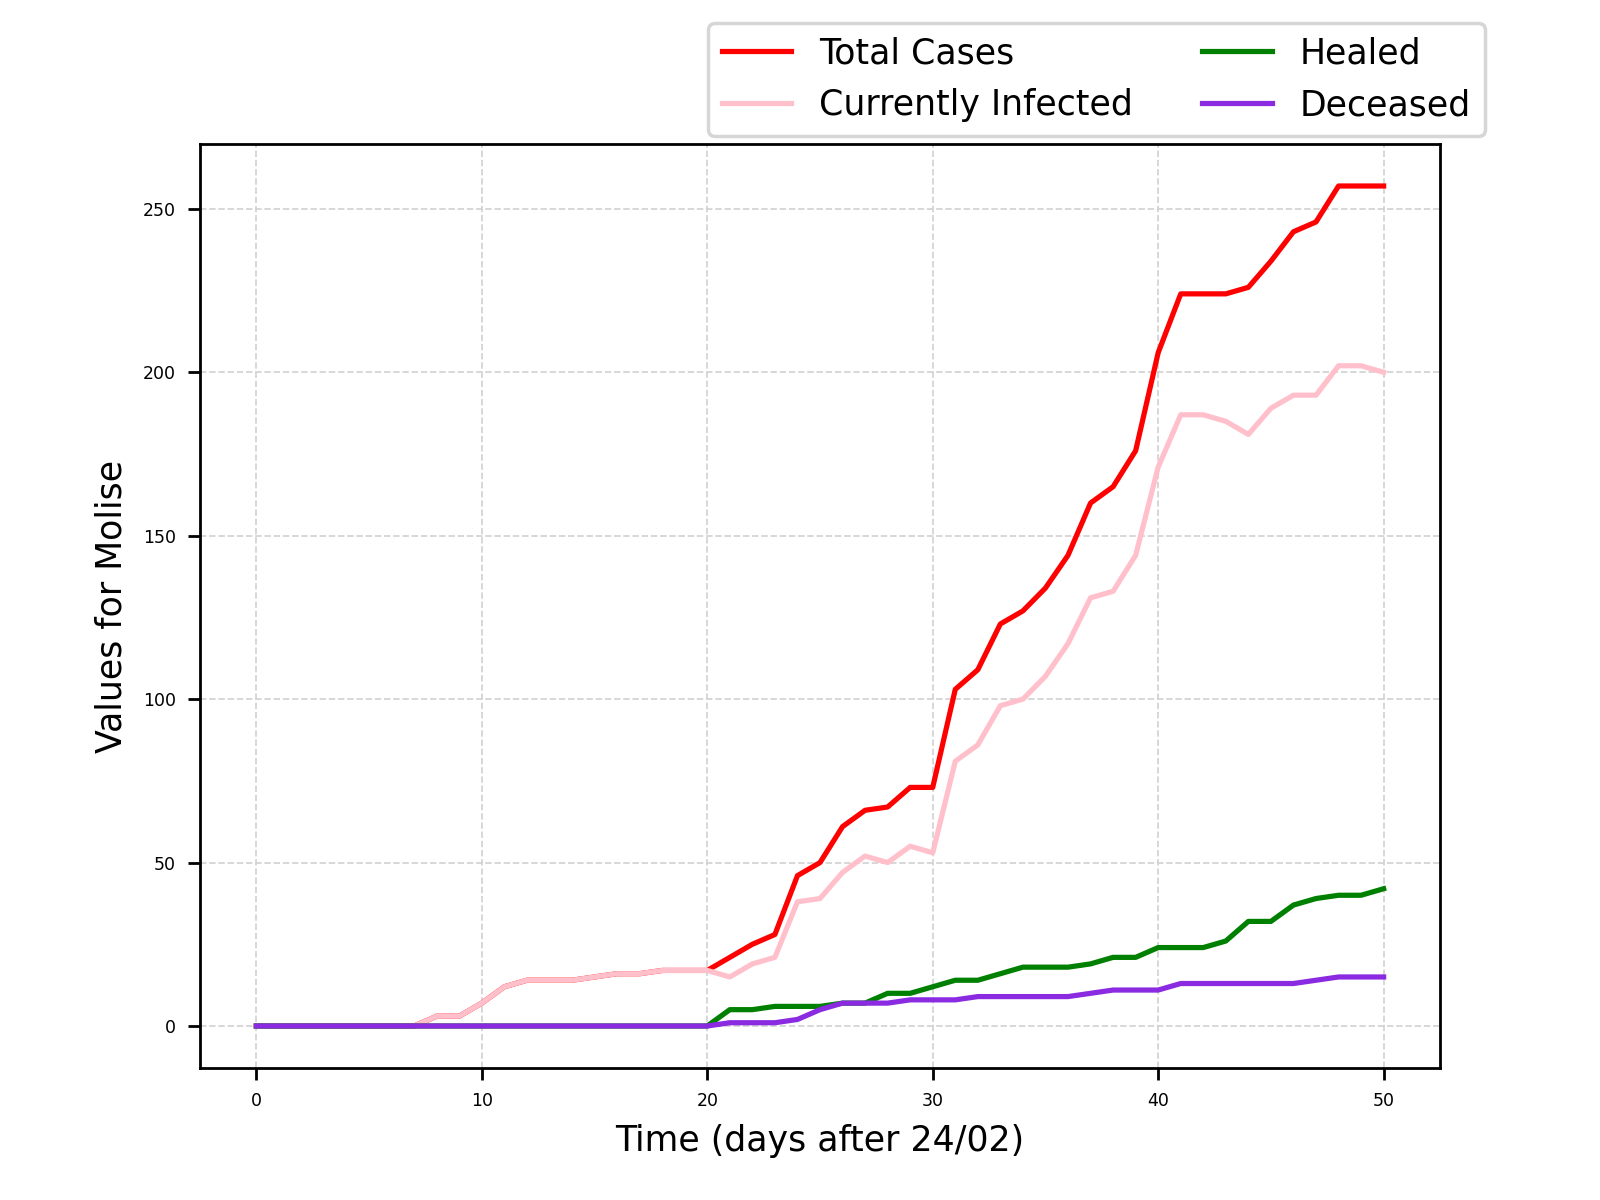 Total Cases
Currently Infected
Healed
Deceased
250
200
150
100
50
0
Values for Molise
0 10 20 30 40 50
Time (days after 24/02)